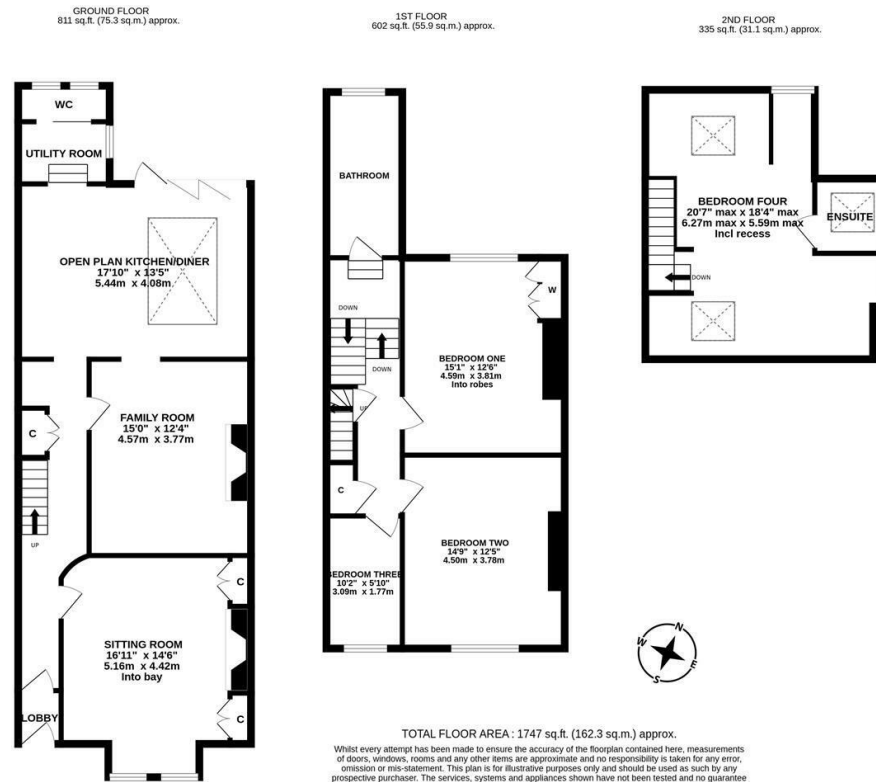 GROUND FLOOR
811 sq.ft. (75.3 sq.m.) approx.
WC
UTILITY ROOM
OPEN PLAN KITCHEN/DINER
17'10" x 13'5"
5.44m x 4.08m
FAMILY ROOM
15'0" x 12'4"
4.57m x 3.77m
C
UP
C
SITTING ROOM
16'11" x 14'6"
5.16m x 4.42m
Into bay
LOBBY
C
1ST FLOOR
602 sq.ft. (55.9 sq.m.) approx.
BATHROOM
DOWN
DOWN
W
BEDROOM ONE
15'1" x 12'6"
4.59m x 3.81m
Into robes
UP
C
BEDROOM TWO
14'9" x 12'5"
4.50m x 3.78m
BEDROOM THREE
10'2" x 5'10"
3.09m x 1.77m
2ND FLOOR
335 sq.ft. (31.1 sq.m.) approx.
BEDROOM FOUR
20'7" max x 18'4" max
6.27m max x 5.59m max
Incl recess
ENSUITE
DOWN
N
W
E
S
TOTAL FLOOR AREA : 1747 sq.ft. (162.3 sq.m.) approx.
Whilst every attempt has been made to ensure the accuracy of the floorplan contained here, measurements
of doors, windows, rooms and any other items are approximate and no responsibility is taken for any error,
omission or mis-statement. This plan is for illustrative purposes only and should be used as such by any
prospective purchaser. The services, systems and appliances shown have not been tested and no guarantee